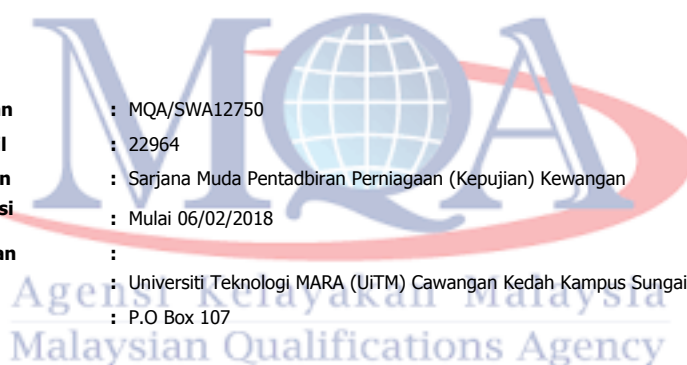 MQA
an : MQA/SWA12750
l : 22964
n : Sarjana Muda Pentadbiran Perniagaan (Kepujian) Kewangan
si : Mulai 06/02/2018
an :
: Universiti Teknologi MARA (UiTM) Cawangan Kedah Kampus Sungai
: P.O Box 107
Agensi Kelayakan Malaysia
Malaysian Qualifications Agency